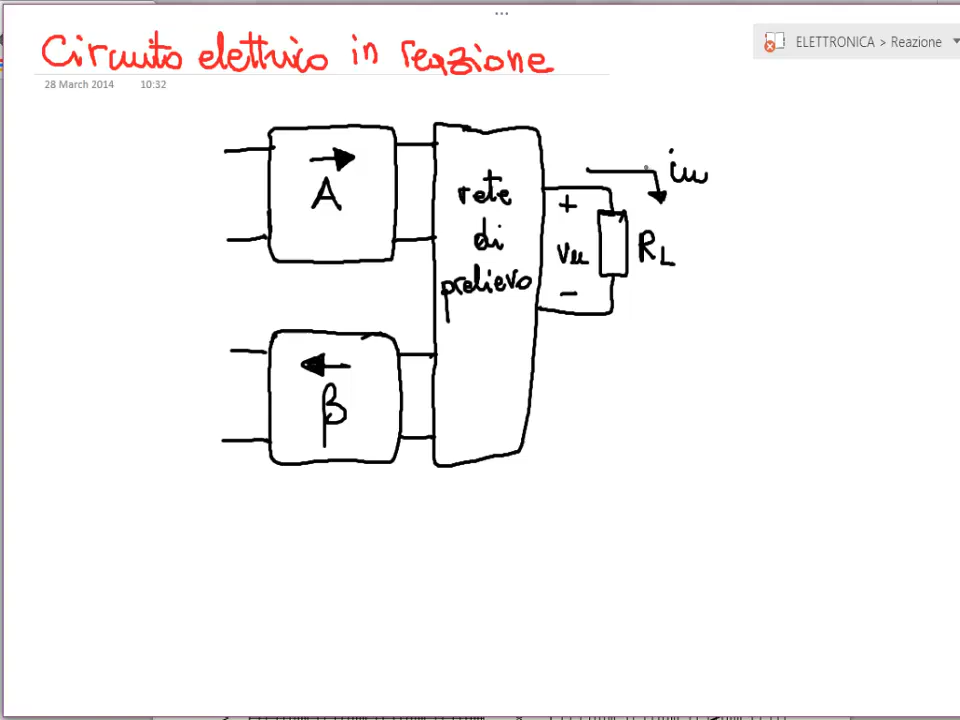 ...
Circuito elettrico in reazione
ELETTRONICA > Reazione
28 March 2014 10:32
A
rete
di
prelievo
+
vu
-
iu
RL
β